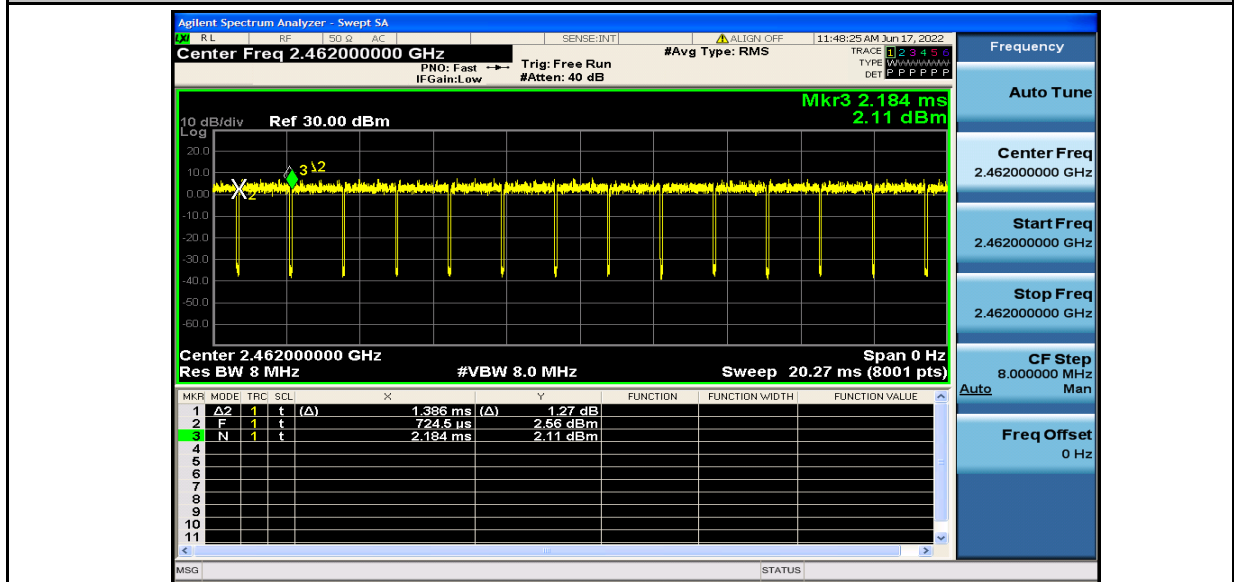 Agilent Spectrum Analyzer - Swept SA
LXI RL RF 50 Ω AC SENSE:INT ALIGN OFF 11:48:25 AM Jun 17, 2022
Center Freq 2.462000000 GHz #Avg Type: RMS TRACE 1 2 3 4 5 6
PNO: Fast Trig: Free Run TYPE WWWWWW
IFGain:Low #Atten: 40 dB DET P P P P P P
Mkr3 2.184 ms
2.11 dBm
10 dB/div Ref 30.00 dBm
Log
20.0
10.0
0.00
-10.0
-20.0
-30.0
-40.0
-50.0
-60.0
3
Δ2
2
Center 2.462000000 GHz Span 0 Hz
Res BW 8 MHz #VBW 8.0 MHz Sweep 20.27 ms (8001 pts)
MKR MODE TRC SCL X Y FUNCTION FUNCTION WIDTH FUNCTION VALUE
1 Δ2 1 t (Δ) 1.386 ms (Δ) 1.27 dB
2 F 1 t 724.5 µs 2.56 dBm
3 N 1 t 2.184 ms 2.11 dBm
4
5
6
7
8
9
10
11
MSG STATUS
Frequency
Auto Tune
Center Freq
2.462000000 GHz
Start Freq
2.462000000 GHz
Stop Freq
2.462000000 GHz
CF Step
8.000000 MHz
Auto Man
Freq Offset
0 Hz